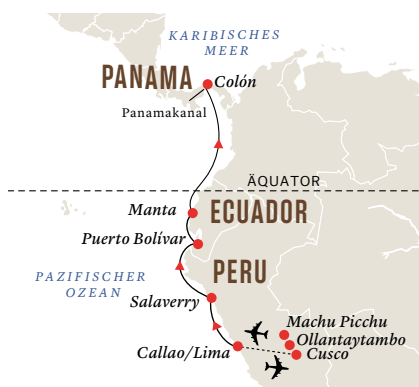 KARIBISCHES
MEER
PANAMA
Colón
Panamakanal
ÄQUATOR
Manta
ECUADOR
Puerto Bolívar
PAZIFISCHER
OZEAN
PERU
Salaverry
Machu Picchu
Ollantaytambo
Callao/Lima
Cusco